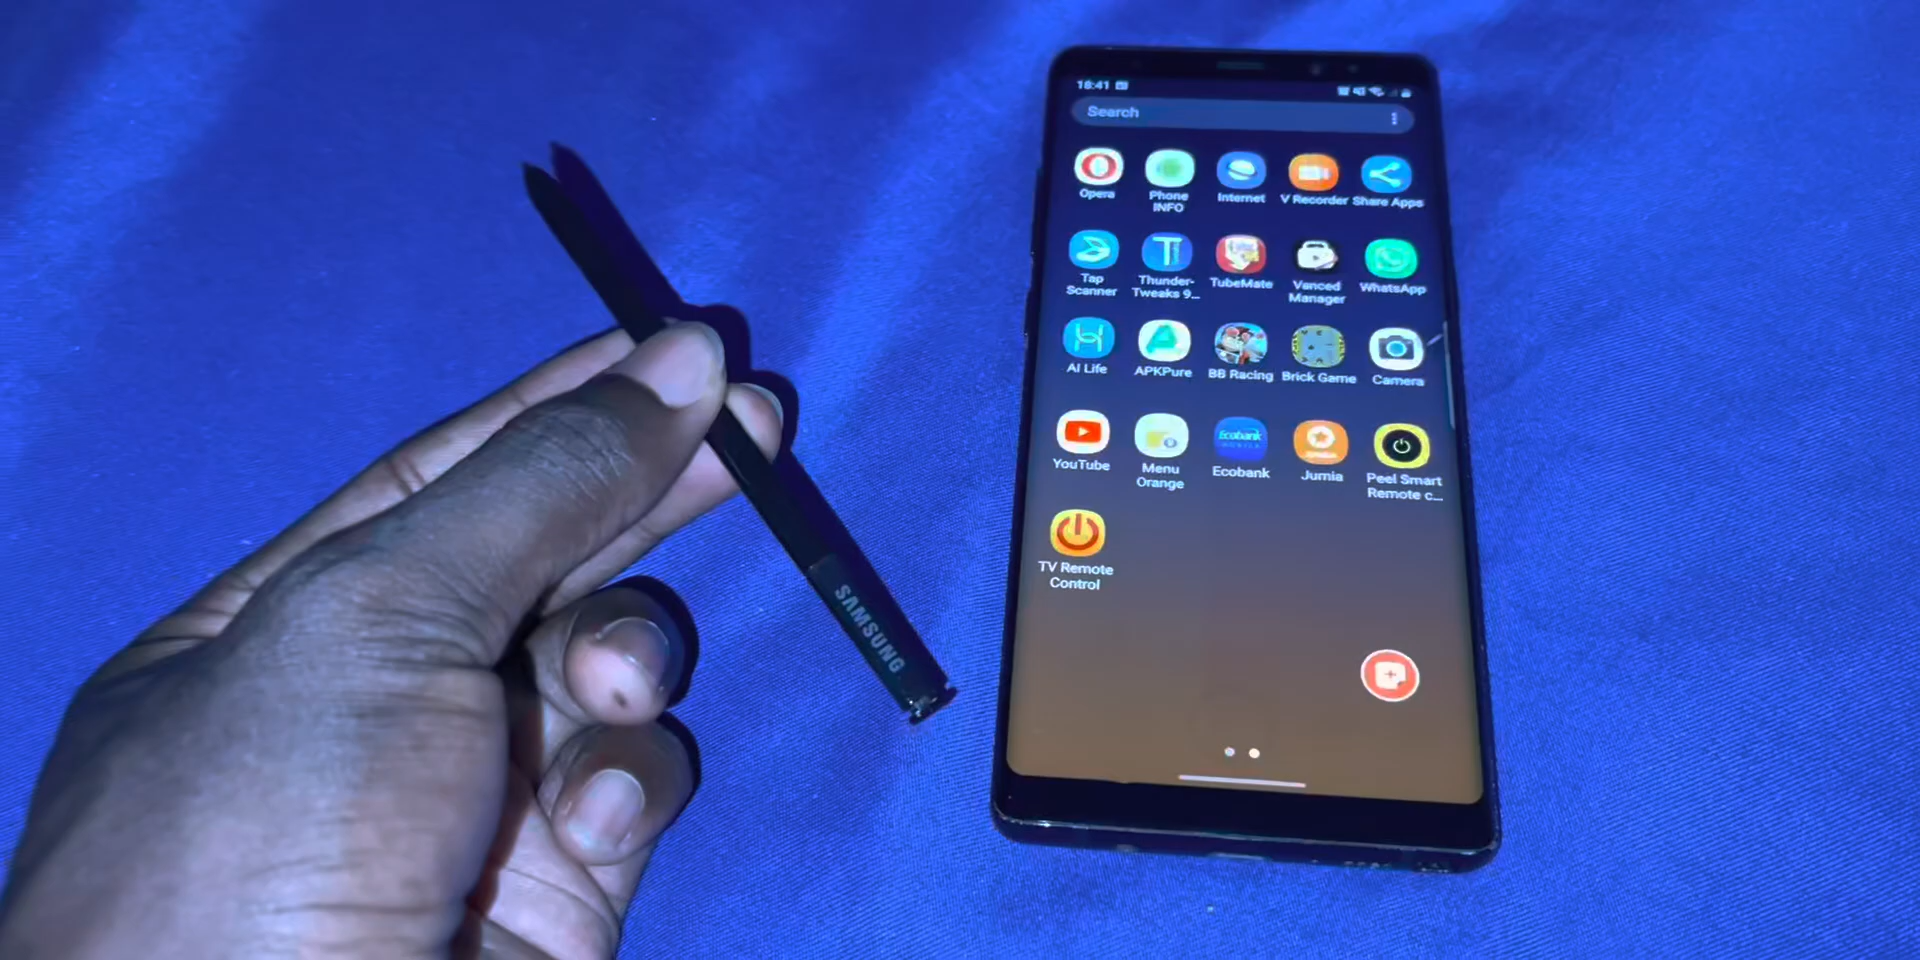 18:41
Search
Opera
Phone
INFO
Internet
V Recorder
Share Apps
Tap
Scanner
Thunder-
Tweaks 9...
TubeMate
Vanced
Manager
WhatsApp
AI Life
APKPure
BB Racing
Brick Game
Camera
YouTube
Menu
Orange
Ecobank
Ecobank
Jumia
Peel Smart
Remote c...
TV Remote
Control
SAMSUNG